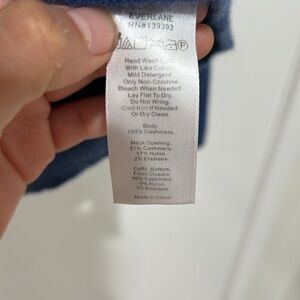 EVERLANE
RN#139393
Hand Wash Cold
With Like Colors.
Mild Detergent
Only Non-Chlorine
Bleach When Needed
Lay Flat To Dry.
Do Not Wring.
Cool Iron If Needed.
Or Dry Clean.
Body.
100% Cashmere.
Neck Opening.
81% Cashmere.
17% Nylon.
2% Elastane.
Cuffs, Bottom,
Front Closure.
90% Cashmere.
9% Nylon.
1% Elastane.
Made in China